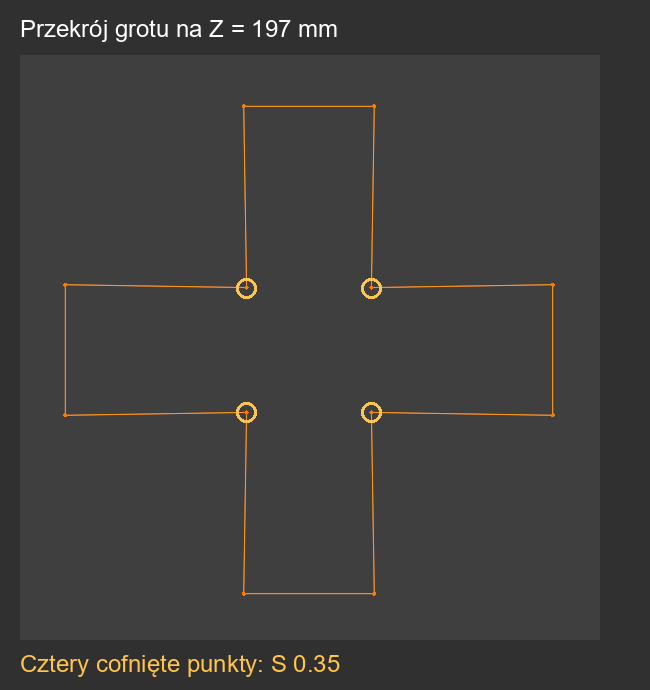 Przekrój grotu na Z = 197 mm
Cztery cofnięte punkty: S 0.35